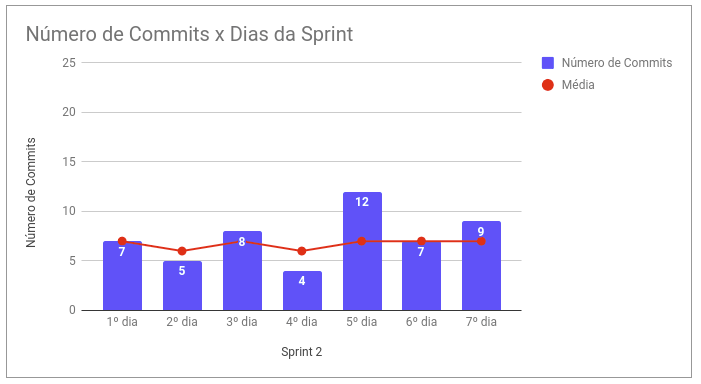 Número de Commits x Dias da Sprint
Número de Commits
Média
Número de Commits
25
20
15
10
5
0
7
5
8
4
12
7
9
1º dia
2º dia
3º dia
4º dia
5º dia
6º dia
7º dia
Sprint 2